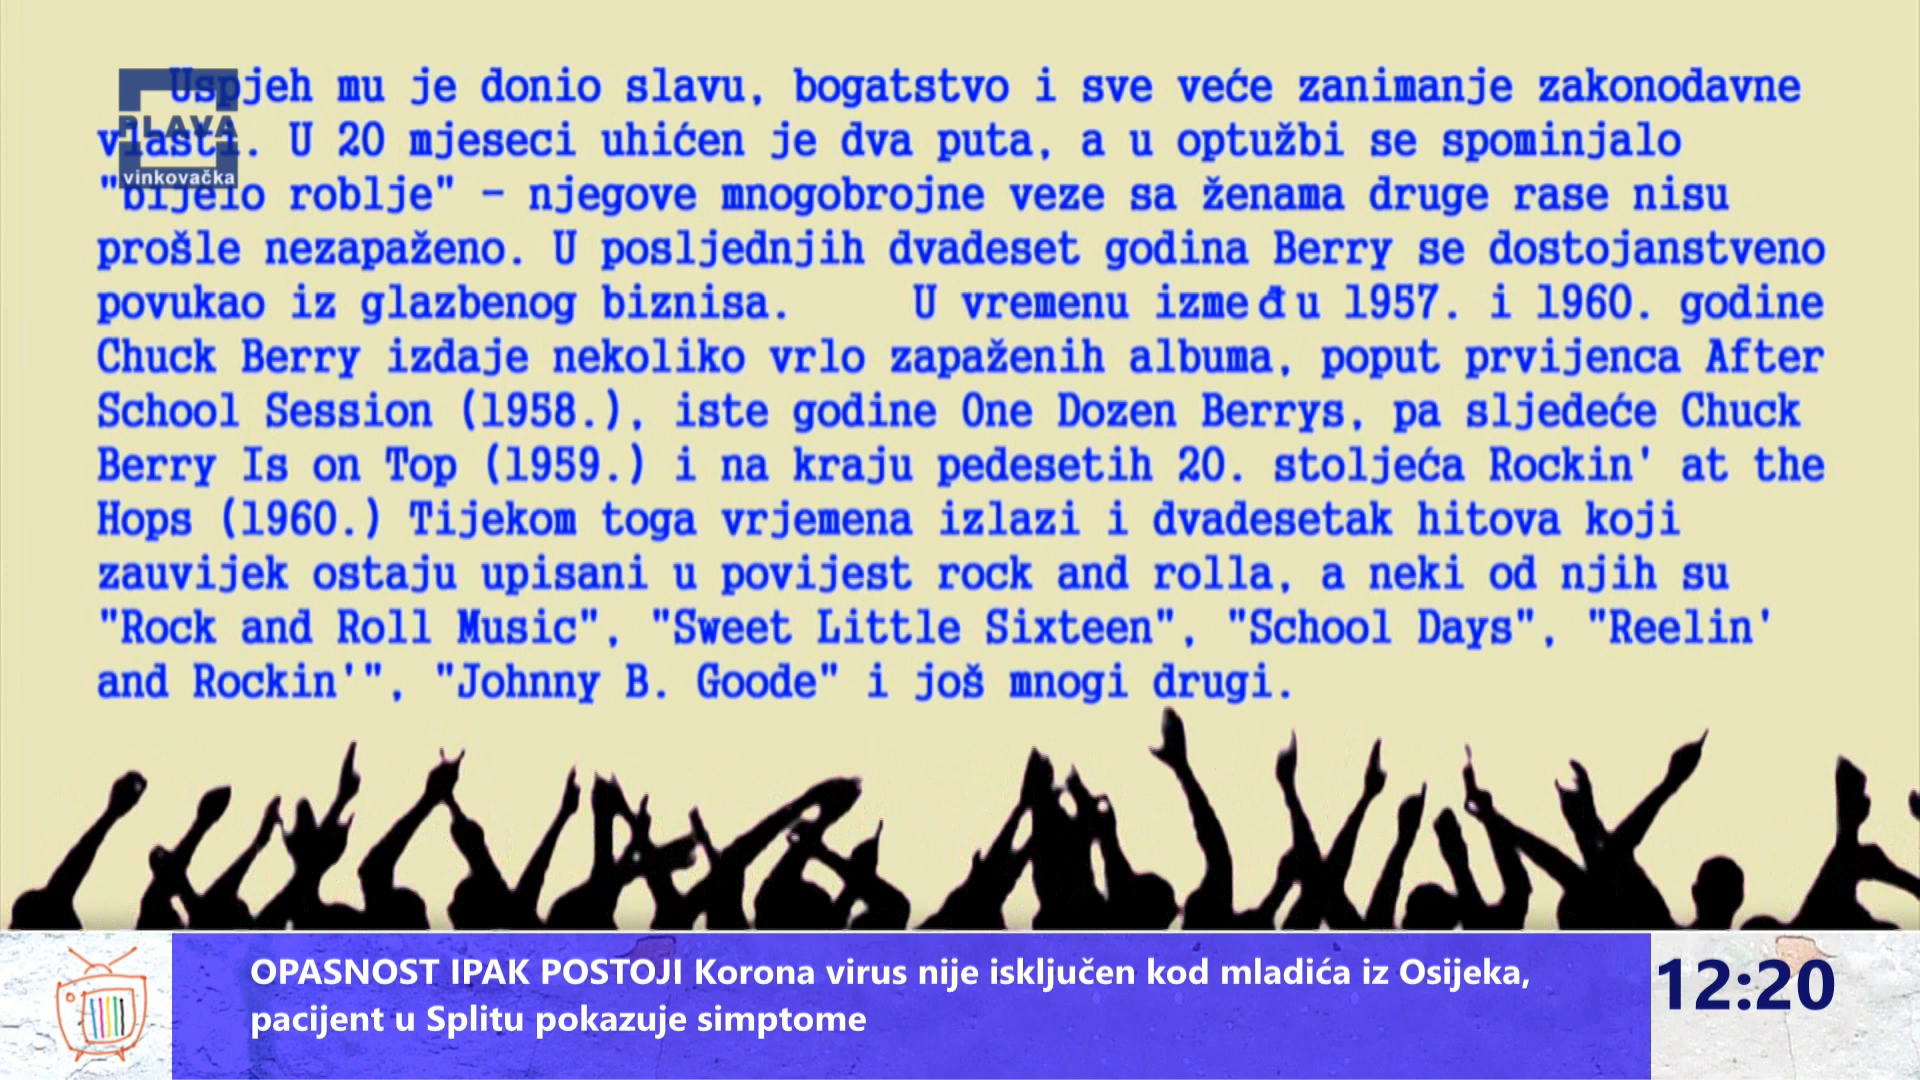 Uspjeh mu je donio slavu, bogatstvo i sve veće zanimanje zakonodavne
vlasti. U 20 mjeseci uhićen je dva puta, a u optužbi se spominjalo
"bijelo roblje" - njegove mnogobrojne veze sa ženama druge rase nisu
prošle nezapaženo. U posljednjih dvadeset godina Berry se dostojanstveno
povukao iz glazbenog biznisa. U vremenu između 1957. i 1960. godine
Chuck Berry izdaje nekoliko vrlo zapaženih albuma, poput prvijenca After
School Session (1958.), iste godine One Dozen Berrys, pa sljedeće Chuck
Berry Is on Top (1959.) i na kraju pedesetih 20. stoljeća Rockin' at the
Hops (1960.) Tijekom toga vrjemena izlazi i dvadesetak hitova koji
zauvijek ostaju upisani u povijest rock and rolla, a neki od njih su
"Rock and Roll Music", "Sweet Little Sixteen", "School Days", "Reelin'
and Rockin'", "Johnny B. Goode" i još mnogi drugi.
PLAVA
vinkovačka
OPASNOST IPAK POSTOJI Korona virus nije isključen kod mladića iz Osijeka,
pacijent u Splitu pokazuje simptome
12:20